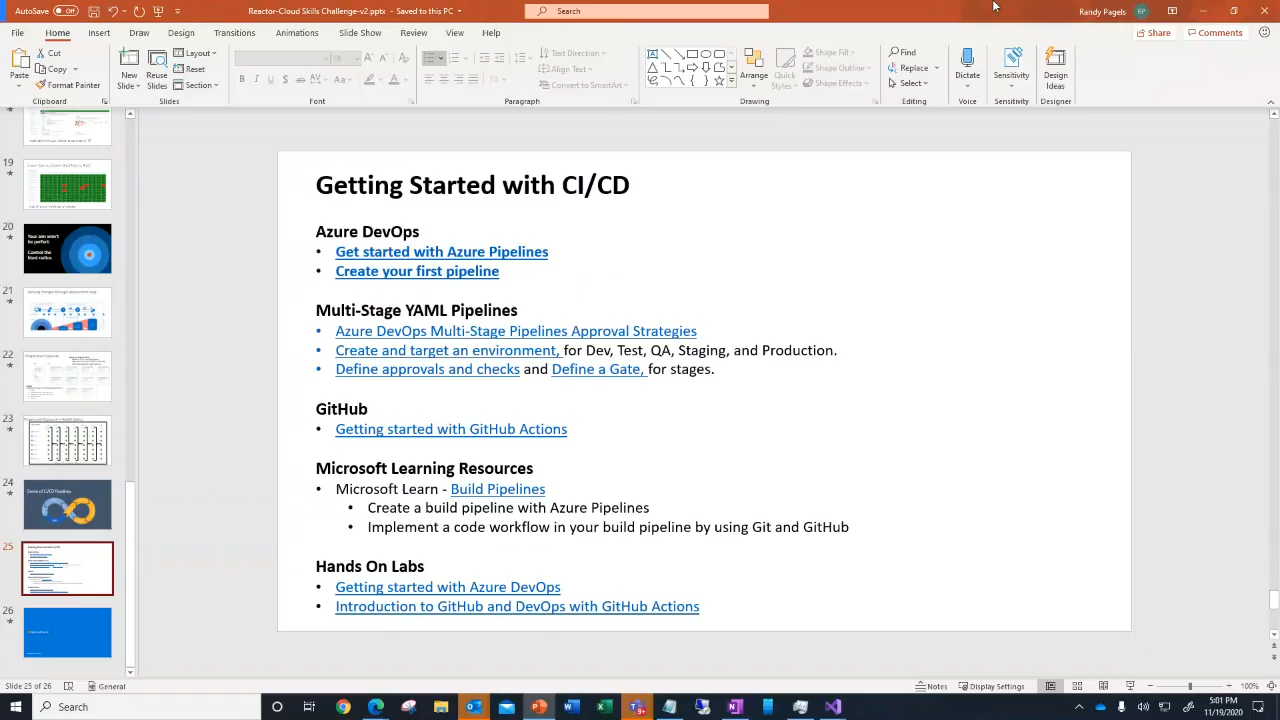 AutoSave Off
Reactor-Cloud Skills Challenge-v2.pptx - Saved to this PC
Search
Randy Pagels RP
File Home Insert Draw Design Transitions Animations Slide Show Review View Help
Share Comments
Cut
Copy
Format Painter
Paste
Clipboard
New Slide
Reuse Slides
Layout
Reset
Section
Slides
Font
Text Direction
Align Text
Convert to SmartArt
Paragraph
Arrange
Quick Styles
Shape Fill
Shape Outline
Shape Effects
Drawing
Find
Replace
Select
Editing
Dictate
Voice
Sensitivity
Sensitivity
Design Ideas
Designer
19
20
Your aim won't be perfect.
Control the blast radius.
21
22
23
24
25
26
Getting Started with CI/CD
Azure DevOps
• Get started with Azure Pipelines
• Create your first pipeline
Multi-Stage YAML Pipelines
• Azure DevOps Multi-Stage Pipelines Approval Strategies
• Create and target an environment, for Dev, Test, QA, Staging, and Production.
• Define approvals and checks and Define a Gate, for stages.
GitHub
• Getting started with GitHub Actions
Microsoft Learning Resources
• Microsoft Learn - Build Pipelines
• Create a build pipeline with Azure Pipelines
• Implement a code workflow in your build pipeline by using Git and GitHub
Hands On Labs
• Getting started with Azure DevOps
• Introduction to GitHub and DevOps with GitHub Actions
Slide 25 of 26 General
Notes Display Settings 100%
Search
5:01 PM
11/19/2020